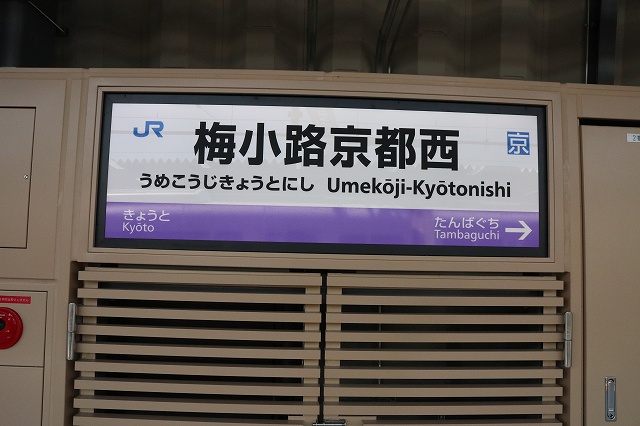 JR 梅小路京都西 京
うめこうじきょうとにし Umekōji-Kyōtonishi
きょうと たんばぐち
Kyōto Tambaguchi